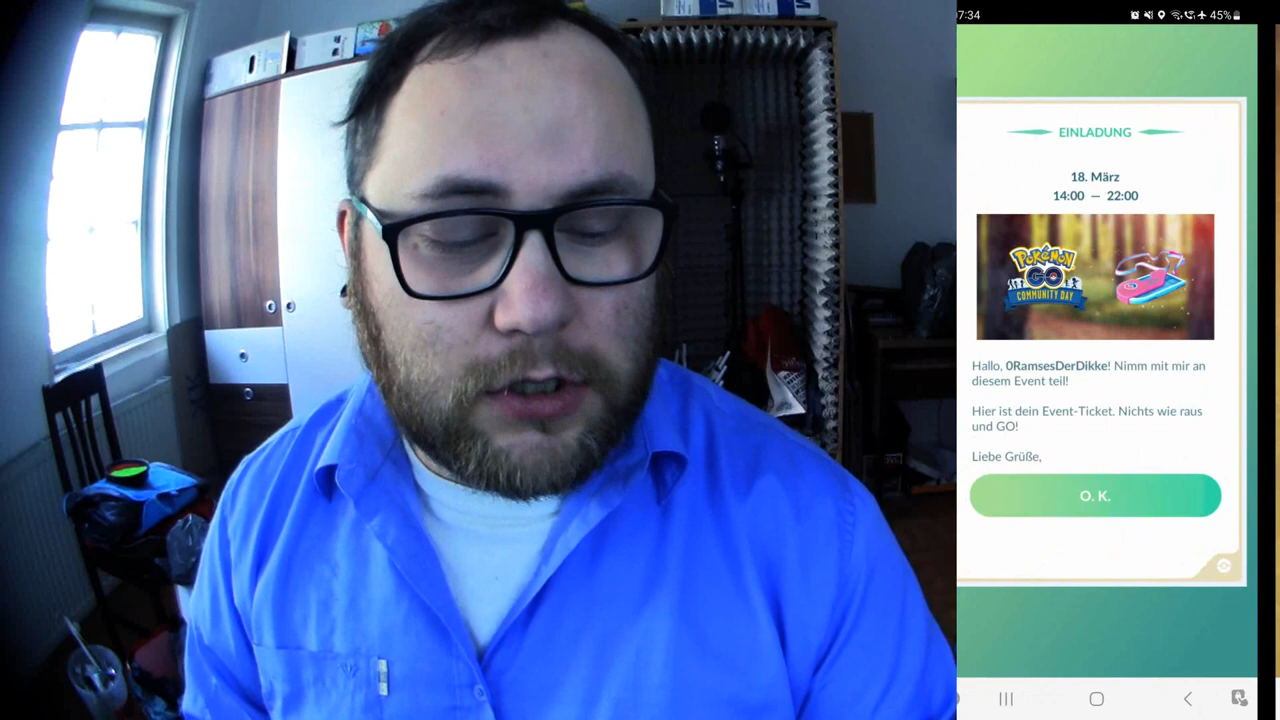 7:34
45%
EINLADUNG
18. März
14:00 — 22:00
POKÉMON
GO
COMMUNITY DAY
Hallo, 0RamsesDerDikke! Nimm mit mir an
diesem Event teil!
Hier ist dein Event-Ticket. Nichts wie raus
und GO!
Liebe Grüße,
O. K.